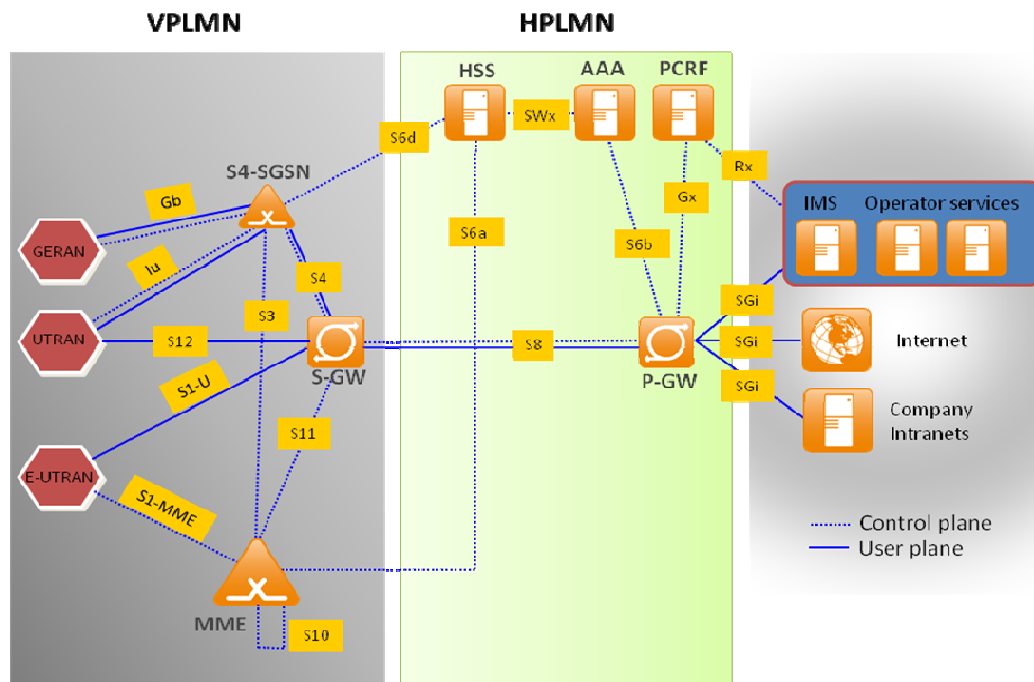 VPLMN
HPLMN
HSS
AAA
PCRF
SWx
S6d
Rx
S4-SGSN
Gb
Gx
IMS
Operator services
GERAN
Iu
S6a
S6b
S4
S3
SGi
UTRAN
S12
S8
SGi
Internet
S-GW
P-GW
S1-U
SGi
Company
Intranets
S11
E-UTRAN
S1-MME
Control plane
User plane
MME
S10